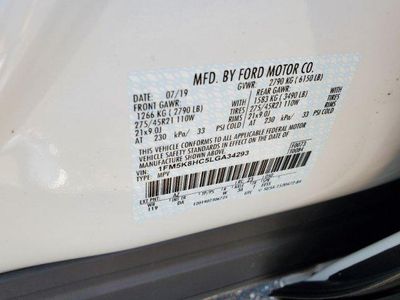 MFD. BY FORD MOTOR CO.
DATE: 07/19 GVWR: 2790 KG (6150 LB)
FRONT GAWR: REAR GAWR:
1266 KG (2790 LB) 1583 KG (3490 LB)
275/45R21 110W 275/45R21 110W
21x9.0J 21x9.0J
AT 230 kPa/ 33 PSI COLD AT 230 kPa/ 33 PSI COLD
THIS VEHICLE CONFORMS TO ALL APPLICABLE FEDERAL MOTOR
VEHICLE SAFETY STANDARDS IN EFFECT ON THE DATE OF
MANUFACTURE SHOWN ABOVE.
VIN: 1FM5K8HC5LGA34293
TYPE: MPV